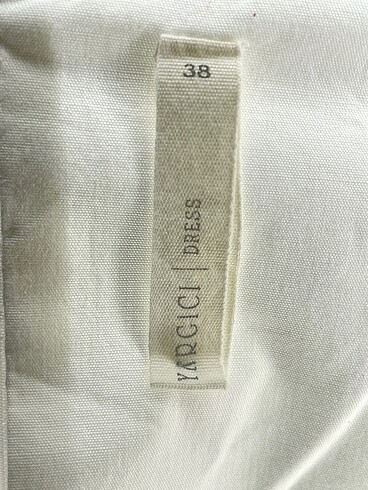 38
YARGICI | DRESS